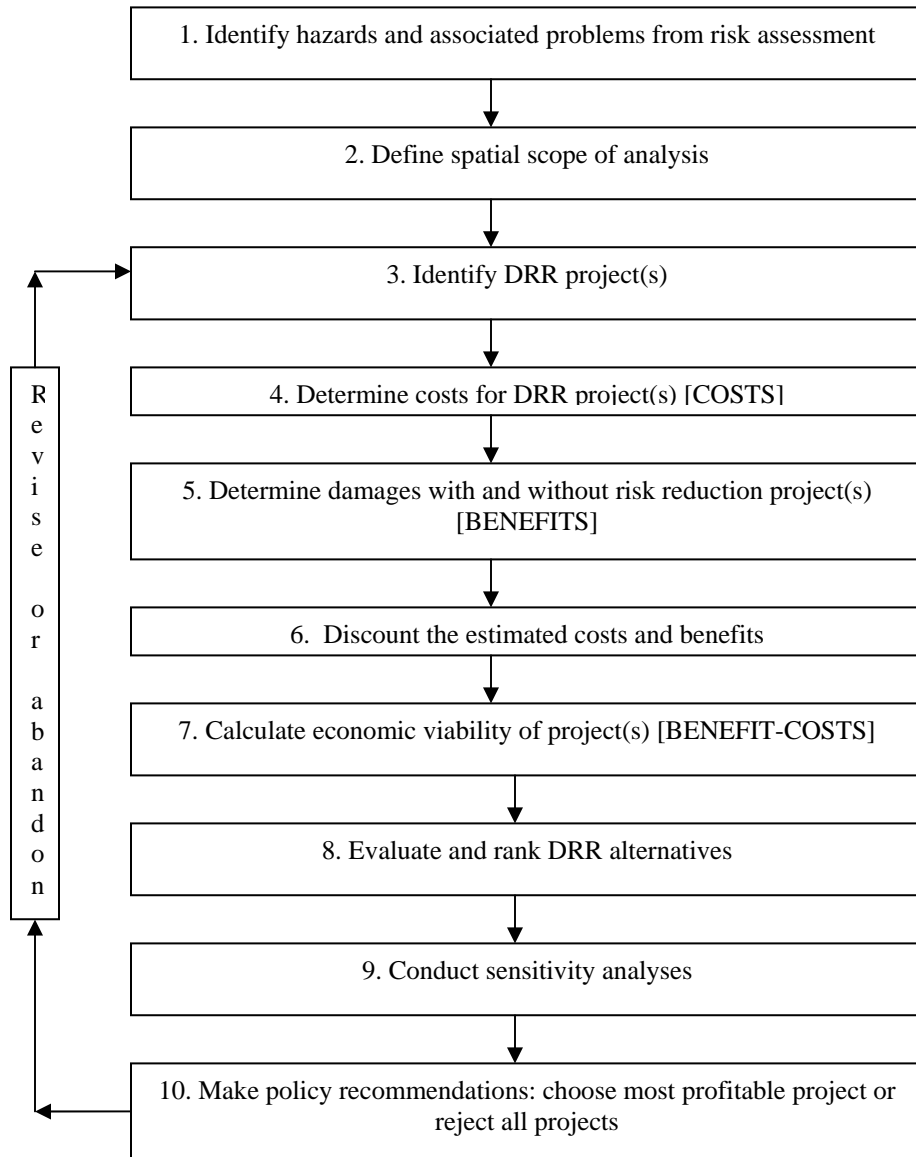 1. Identify hazards and associated problems from risk assessment
2. Define spatial scope of analysis
3. Identify DRR project(s)
4. Determine costs for DRR project(s) [COSTS]
5. Determine damages with and without risk reduction project(s)
[BENEFITS]
6. Discount the estimated costs and benefits
7. Calculate economic viability of project(s) [BENEFIT-COSTS]
8. Evaluate and rank DRR alternatives
9. Conduct sensitivity analyses
10. Make policy recommendations: choose most profitable project or
reject all projects
Revise or abandon